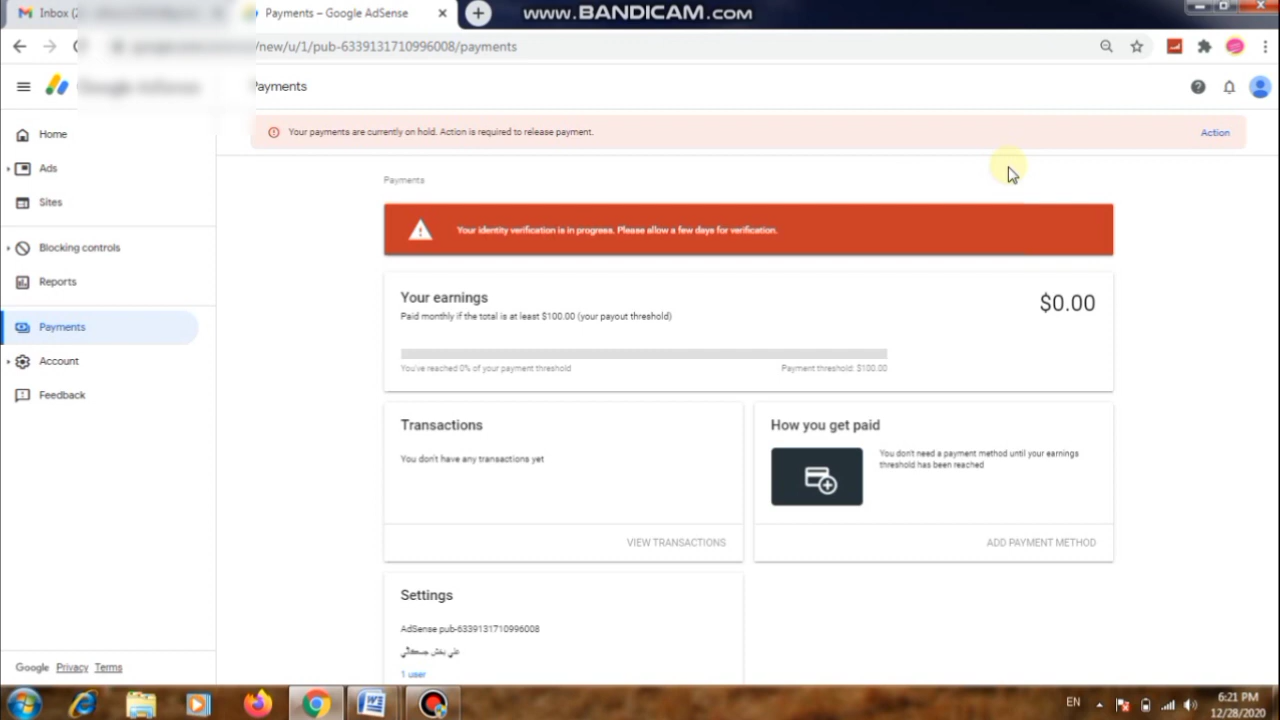 Inbox (2
Payments – Google AdSense
www.BANDICAM.com
/new/u/1/pub-6339131710996008/payments
Google AdSense
Payments
Your payments are currently on hold. Action is required to release payment.
Action
Home
Ads
Sites
Blocking controls
Reports
Payments
Account
Feedback
Payments
Your identity verification is in progress. Please allow a few days for verification.
Your earnings
$0.00
Paid monthly if the total is at least $100.00 (your payout threshold)
You've reached 0% of your payment threshold
Payment threshold: $100.00
Transactions
You don't have any transactions yet
VIEW TRANSACTIONS
How you get paid
You don't need a payment method until your earnings
threshold has been reached
ADD PAYMENT METHOD
Settings
AdSense pub-6339131710996008
علي بخش
1 user
Google Privacy Terms
EN
6:21 PM
12/28/2020